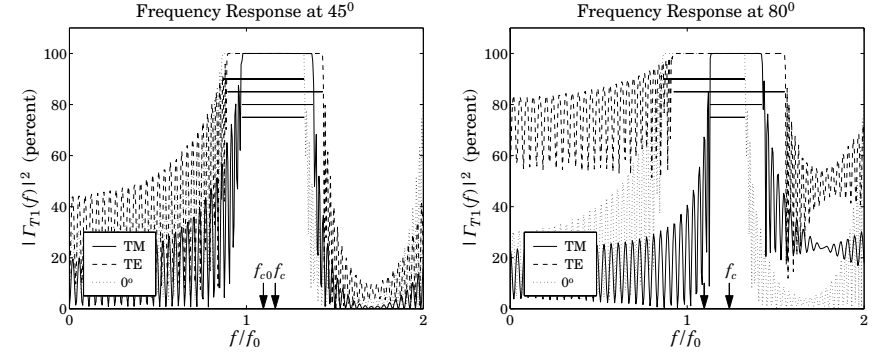 Frequency Response at 45⁰
|Γ_T1(f)|² (percent)
100
80
60
40
20
0
TM
TE
0º
f_c0 f_c
0
1
2
f/f_0
Frequency Response at 80⁰
|Γ_T1(f)|² (percent)
100
80
60
40
20
0
TM
TE
0º
f_c
0
1
2
f/f_0